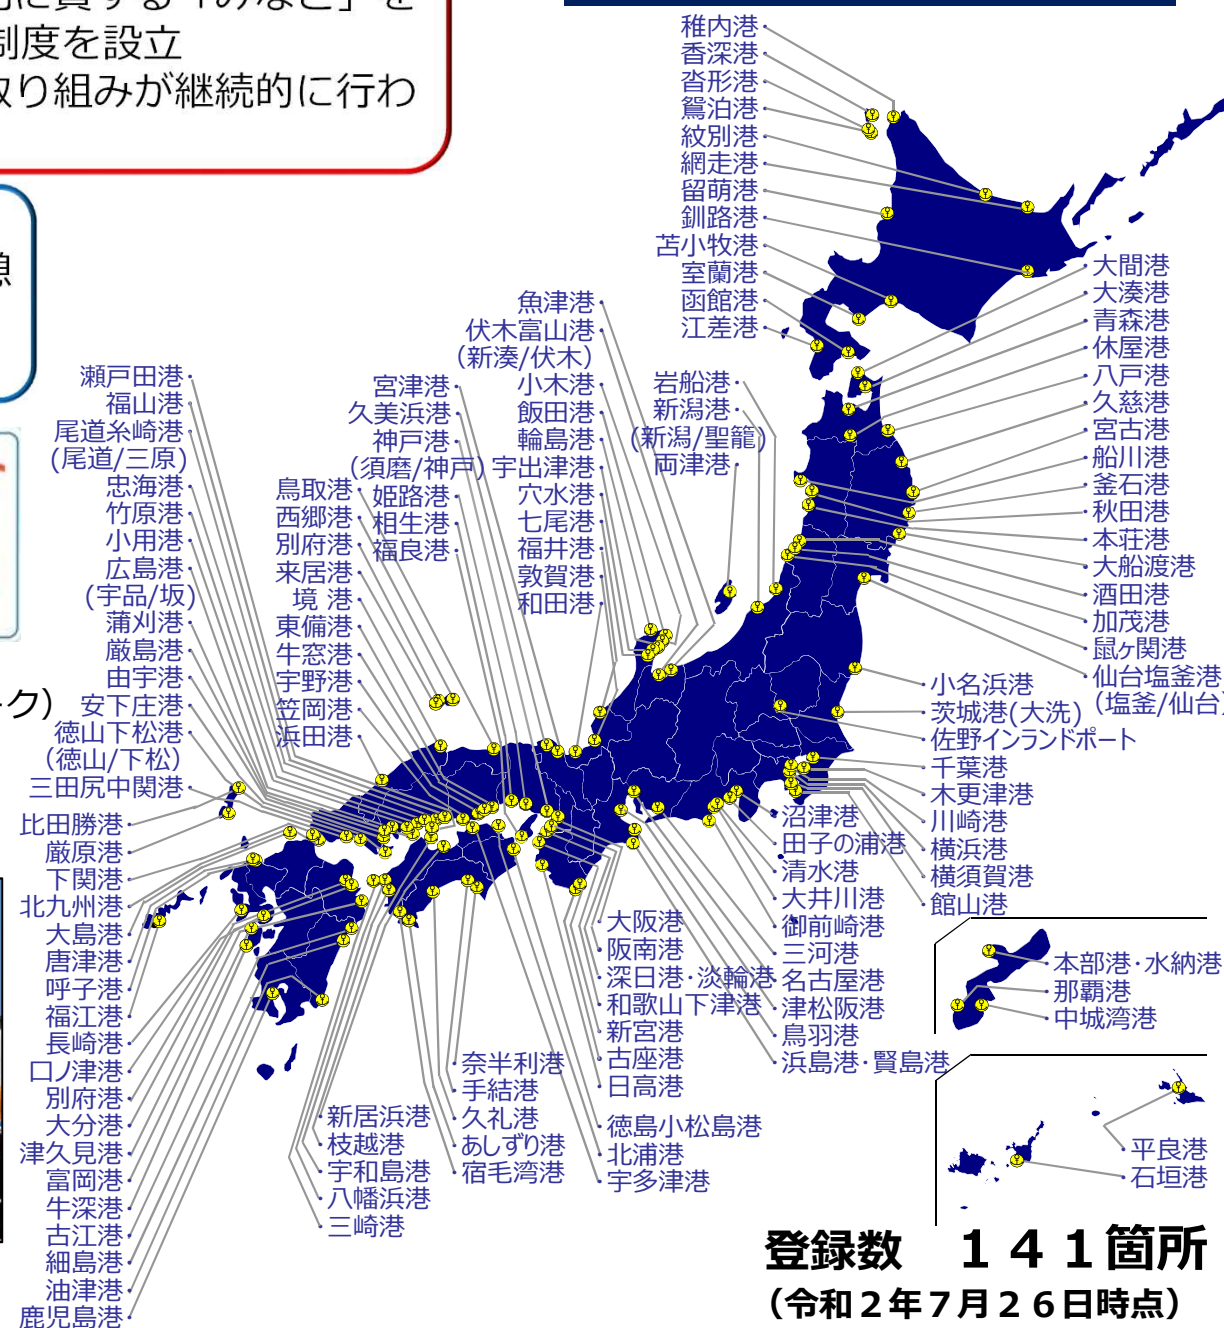 に資する「みなと」を
制度を設立
取り組みが継続的に行わ
憩
ーク)
稚内港
香深港
沓形港
鴛泊港
紋別港
網走港
留萌港
釧路港
苫小牧港
室蘭港
函館港
江差港
大間港
大湊港
青森港
休屋港
八戸港
久慈港
宮古港
船川港
釜石港
秋田港
本荘港
大船渡港
酒田港
加茂港
鼠ヶ関港
仙台塩釜港
(塩釜/仙台)
岩船港
新潟港
(新潟/聖籠)
両津港
魚津港
伏木富山港
(新湊/伏木)
小木港
飯田港
輪島港
宇出津港
穴水港
七尾港
福井港
敦賀港
和田港
宮津港
久美浜港
神戸港
(須磨/神戸)
姫路港
相生港
福良港
鳥取港
西郷港
別府港
来居港
境 港
東備港
牛窓港
宇野港
笠岡港
浜田港
瀬戸田港
福山港
尾道糸崎港
(尾道/三原)
忠海港
竹原港
小用港
広島港
(宇品/坂)
蒲刈港
厳島港
由宇港
安下庄港
徳山下松港
(徳山/下松)
三田尻中関港
比田勝港
厳原港
下関港
北九州港
大島港
唐津港
呼子港
福江港
長崎港
口ノ津港
別府港
大分港
津久見港
富岡港
牛深港
古江港
細島港
油津港
鹿児島港
小名浜港
茨城港(大洗)
佐野インランドポート
千葉港
木更津港
川崎港
横浜港
横須賀港
館山港
沼津港
田子の浦港
清水港
大井川港
御前崎港
三河港
名古屋港
津松阪港
鳥羽港
浜島港・賢島港
大阪港
阪南港
深日港・淡輪港
和歌山下津港
新宮港
古座港
日高港
徳島小松島港
北浦港
宇多津港
奈半利港
手結港
久礼港
あしずり港
宿毛湾港
新居浜港
枝越港
宇和島港
八幡浜港
三崎港
本部港・水納港
那覇港
中城湾港
平良港
石垣港
登録数　１４１箇所
(令和２年７月２６日時点)